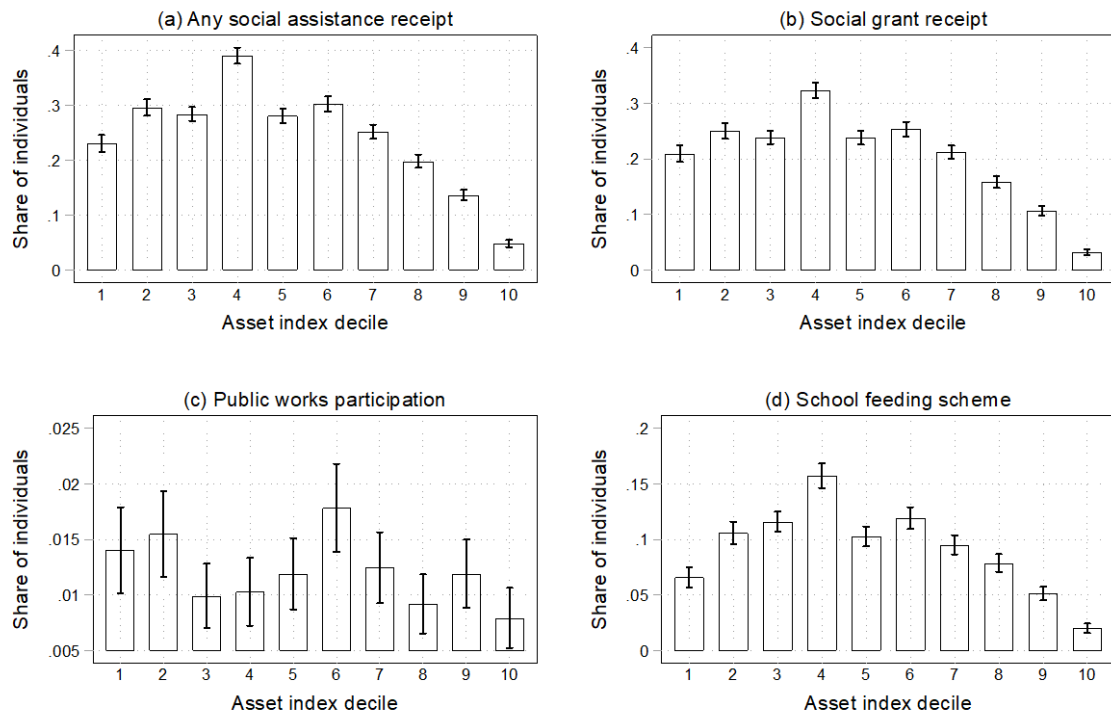 (a) Any social assistance receipt
Share of individuals
.4
.3
.2
.1
0
1 2 3 4 5 6 7 8 9 10
Asset index decile
(b) Social grant receipt
Share of individuals
.4
.3
.2
.1
0
1 2 3 4 5 6 7 8 9 10
Asset index decile
(c) Public works participation
Share of individuals
.025
.02
.015
.01
.005
1 2 3 4 5 6 7 8 9 10
Asset index decile
(d) School feeding scheme
Share of individuals
.2
.15
.1
.05
0
1 2 3 4 5 6 7 8 9 10
Asset index decile